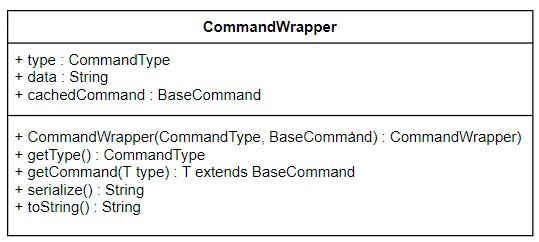 CommandWrapper
+ type : CommandType
+ data : String
+ cachedCommand : BaseCommand
+ CommandWrapper(CommandType, BaseCommand) : CommandWrapper)
+ getType() : CommandType
+ getCommand(T type) : T extends BaseCommand
+ serialize() : String
+ toString() : String